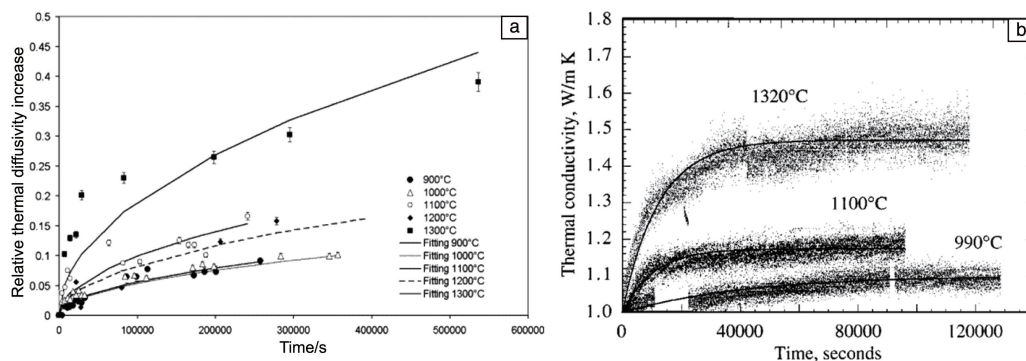 a
Relative thermal diffusivity increase
0.5
0.45
0.4
0.35
0.3
0.25
0.2
0.15
0.1
0.05
0
900°C
1000°C
1100°C
1200°C
1300°C
Fitting 900°C
Fitting 1000°C
Fitting 1100°C
Fitting 1200°C
Fitting 1300°C
0 100000 200000 300000 400000 500000 600000
Time/s
b
Thermal conductivity, W/m K
1.8
1.7
1.6
1.5
1.4
1.3
1.2
1.1
1.0
1320°C
1100°C
990°C
0 40000 80000 120000
Time, seconds